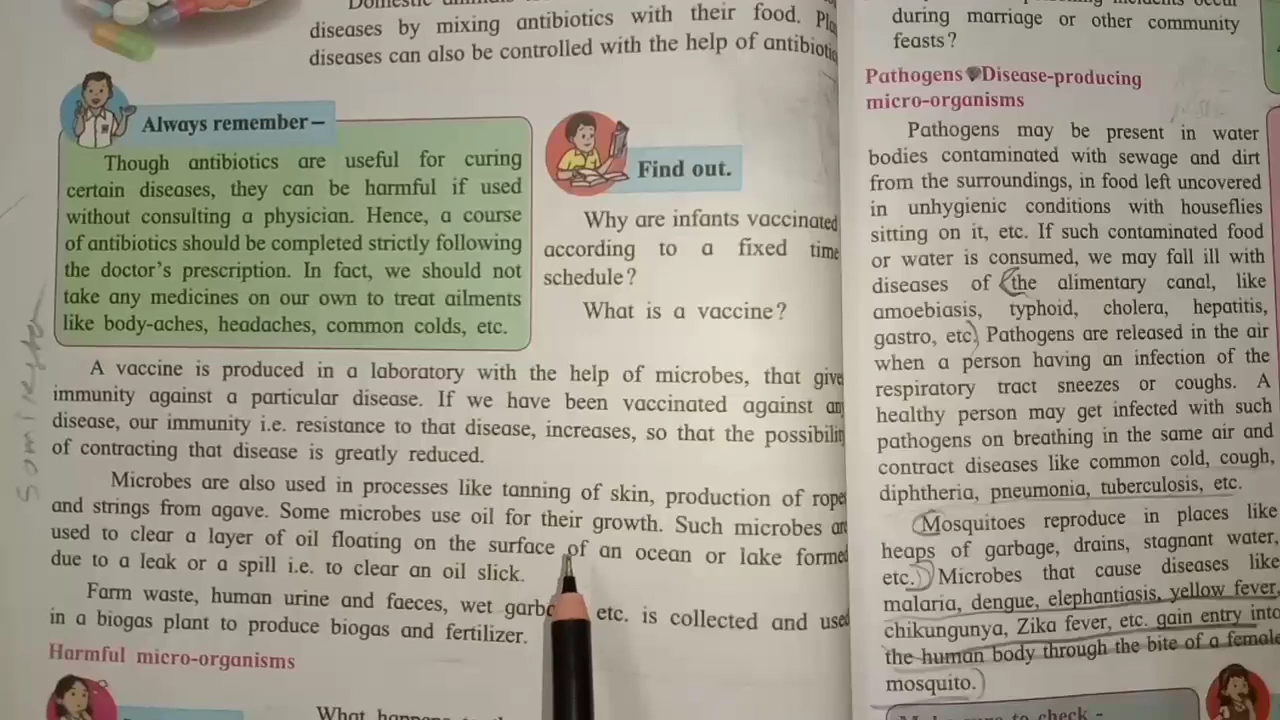 diseases by mixing antibiotics with their food.
diseases can also be controlled with the help of
Always remember–
Though antibiotics are useful for curing
certain diseases, they can be harmful if used
without consulting a physician. Hence, a course
of antibiotics should be completed strictly following
the doctor's prescription. In fact, we should not
take any medicines on our own to treat ailments
like body-aches, headaches, common colds, etc.
Find out.
Why are infants vaccinated
according to a fixed time
schedule?
What is a vaccine?
A vaccine is produced in a laboratory with the help of microbes, that give
immunity against a particular disease. If we have been vaccinated against
disease, our immunity i.e. resistance to that disease, increases, so that the
of contracting that disease is greatly reduced.
Microbes are also used in processes like tanning of skin, production of rope
and strings from agave. Some microbes use oil for their growth. Such microbes
used to clear a layer of oil floating on the surface of an ocean or lake formed
due to a leak or a spill i.e. to clear an oil slick.
Farm waste, human urine and faeces, wet etc. is collected and used
in a biogas plant to produce biogas and fertilizer.
Harmful micro-organisms
during marriage or other community
feasts?
Pathogens Disease-producing
micro-organisms
Pathogens may be present in water
bodies contaminated with sewage and dirt
from the surroundings, in food left uncovered
in unhygienic conditions with houseflies
sitting on it, etc. If such contaminated food
or water is consumed, we may fall ill with
diseases of (the alimentary canal, like
amoebiasis, typhoid, cholera, hepatitis,
gastro, etc.) Pathogens are released in the air
when a person having an infection of the
respiratory tract sneezes or coughs. A
healthy person may get infected with such
pathogens on breathing in the same air and
contract diseases like common cold, cough,
diphtheria, pneumonia, tuberculosis, etc.
(Mosquitoes reproduce in places like
heaps of garbage, drains, stagnant water,
etc.) Microbes that cause diseases like
malaria, dengue, elephantiasis, yellow fever,
chikungunya, Zika fever, etc. gain entry into
the human body through the bite of a female
mosquito.)